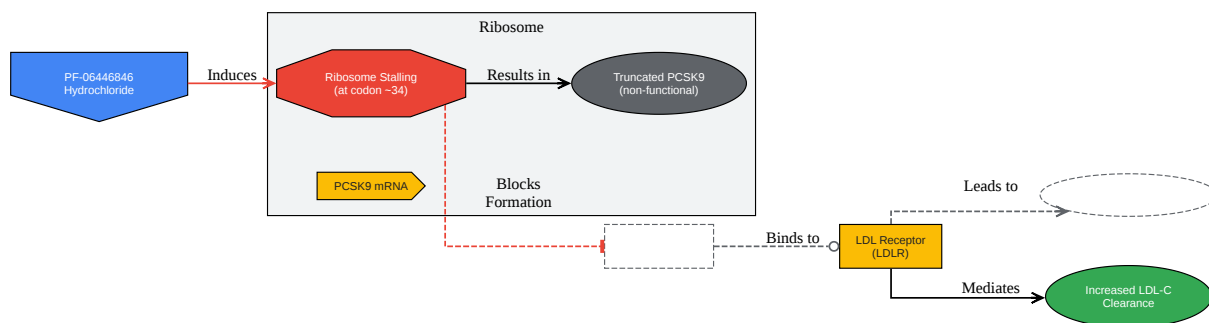 Ribosome
PF-06446846
Hydrochloride
Induces
Ribosome Stalling
(at codon ~34)
Results in
Truncated PCSK9
(non-functional)
PCSK9 mRNA
Blocks
Formation
Leads to
Binds to
LDL Receptor
(LDLR)
Mediates
Increased LDL-C
Clearance